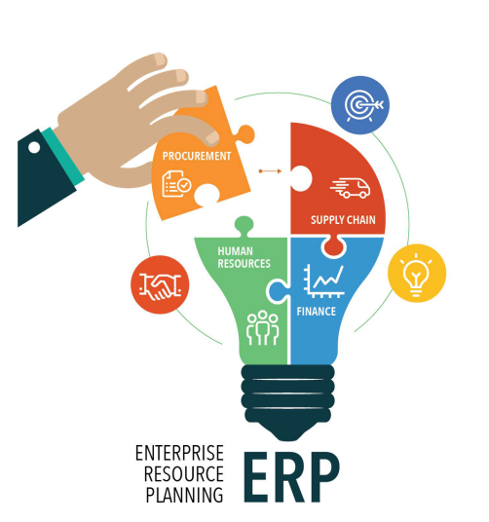 PROCUREMENT
SUPPLY CHAIN
HUMAN
RESOURCES
FINANCE
ENTERPRISE
RESOURCE
PLANNING
ERP